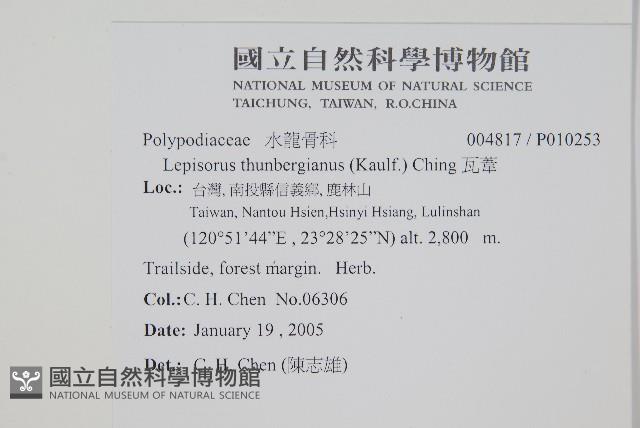 國立自然科學博物館
NATIONAL MUSEUM OF NATURAL SCIENCE
TAICHUNG, TAIWAN, R.O.CHINA
Polypodiaceae 水龍骨科 004817 / P010253
Lepisorus thunbergianus (Kaulf.) Ching 瓦葦
Loc.: 台灣, 南投縣信義鄉, 鹿林山
Taiwan, Nantou Hsien,Hsinyi Hsiang, Lulinshan
(120°51’44”E , 23°28’25”N) alt. 2,800 m.
Trailside, forest margin. Herb.
Col.: C. H. Chen No.06306
Date: January 19 , 2005
Det.: C. H. Chen (陳志雄)
國立自然科學博物館
NATIONAL MUSEUM OF NATURAL SCIENCE